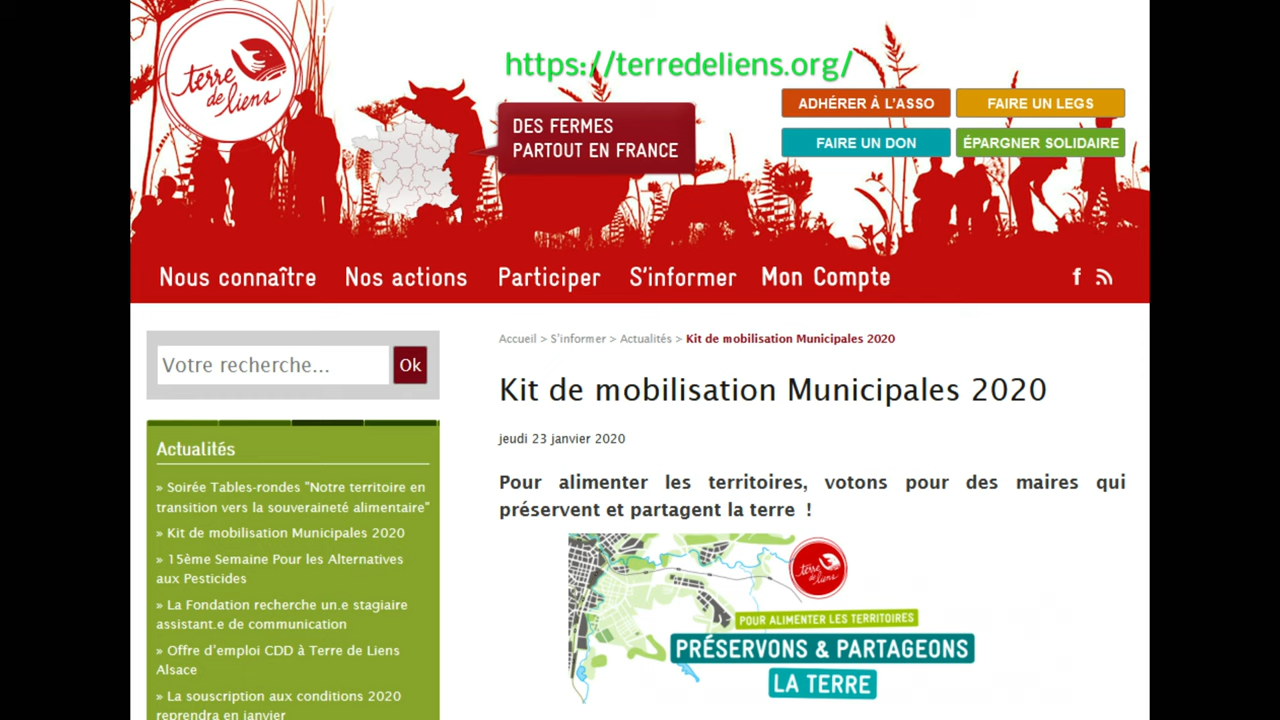 terre
de liens
https://terredeliens.org/
DES FERMES
PARTOUT EN FRANCE
ADHÉRER À L'ASSO
FAIRE UN LEGS
FAIRE UN DON
ÉPARGNER SOLIDAIRE
Nous connaître
Nos actions
Participer
S'informer
Mon Compte
f
Votre recherche...
Ok
Actualités
» Soirée Tables-rondes "Notre territoire en
transition vers la souveraineté alimentaire"
» Kit de mobilisation Municipales 2020
» 15ème Semaine Pour les Alternatives
aux Pesticides
» La Fondation recherche un.e stagiaire
assistant.e de communication
» Offre d'emploi CDD à Terre de Liens
Alsace
» La souscription aux conditions 2020
reprendra en janvier
Accueil > S'informer > Actualités > Kit de mobilisation Municipales 2020
Kit de mobilisation Municipales 2020
jeudi 23 janvier 2020
Pour alimenter les territoires, votons pour des maires qui
préservent et partagent la terre !
terre
de liens
POUR ALIMENTER LES TERRITOIRES
PRÉSERVONS & PARTAGEONS
LA TERRE